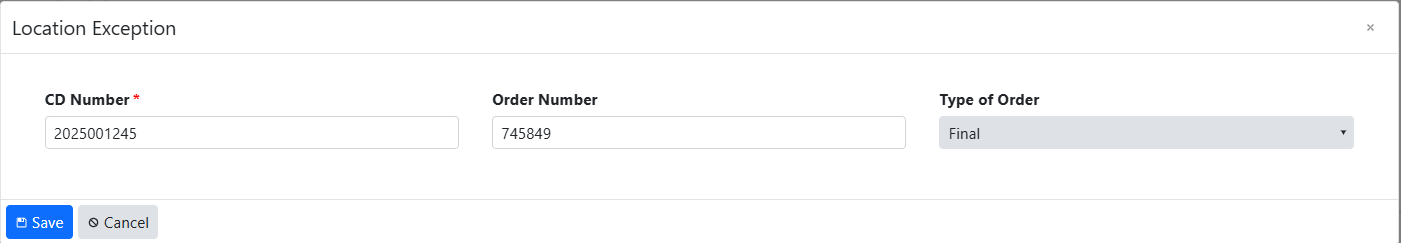 Location Exception ×
CD Number * Order Number Type of Order
2025001245 745849 Final
Save Cancel